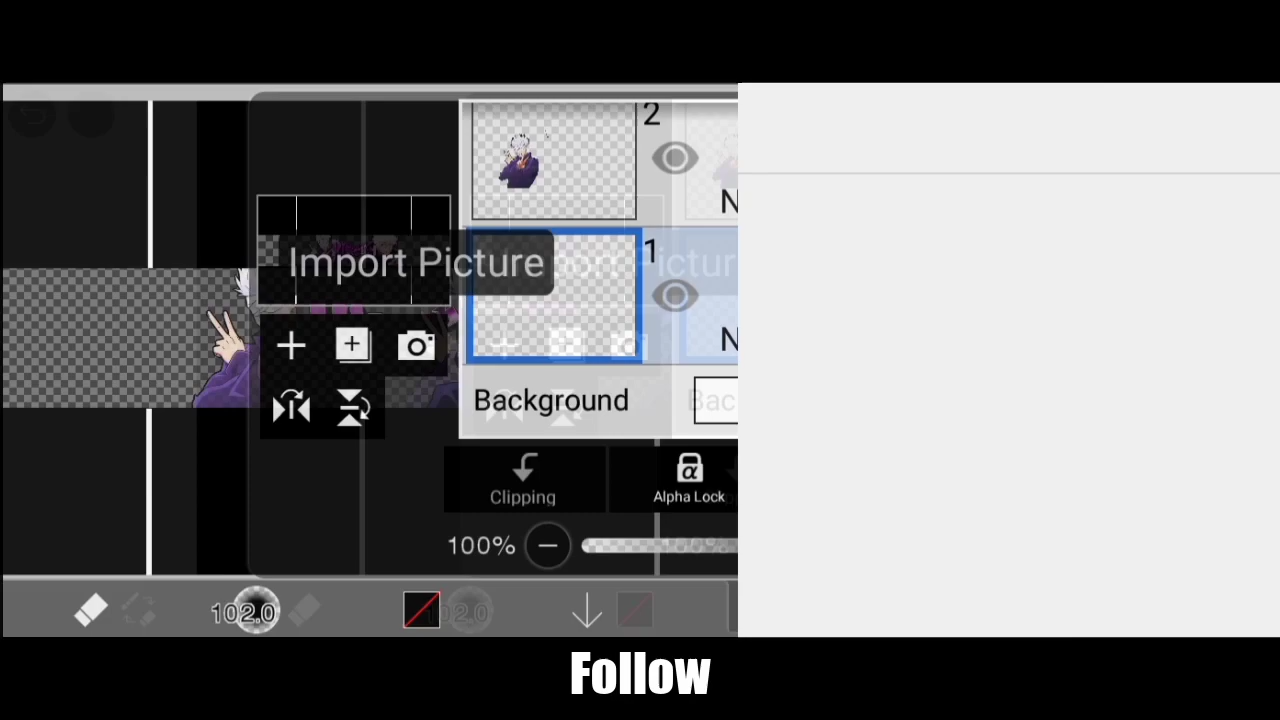 2
N
Import Picture
1
N
Background
Clipping
Alpha Lock
100%
102.0
Follow